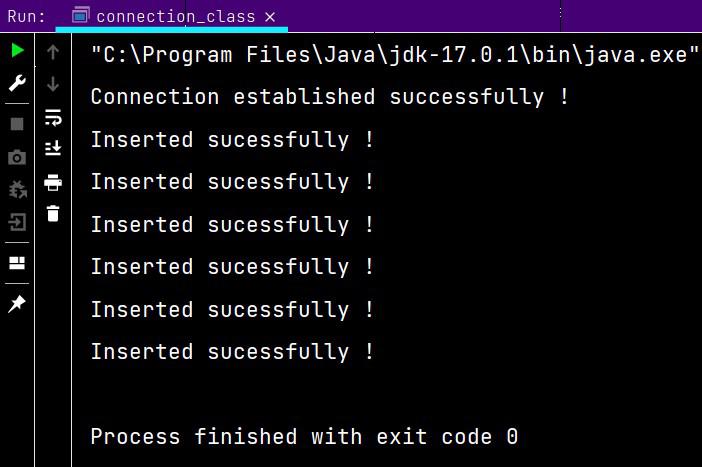 Run: connection_class ×
"C:\Program Files\Java\jdk-17.0.1\bin\java.exe"
Connection established successfully !
Inserted sucessfully !
Inserted sucessfully !
Inserted sucessfully !
Inserted sucessfully !
Inserted sucessfully !
Inserted sucessfully !
Process finished with exit code 0